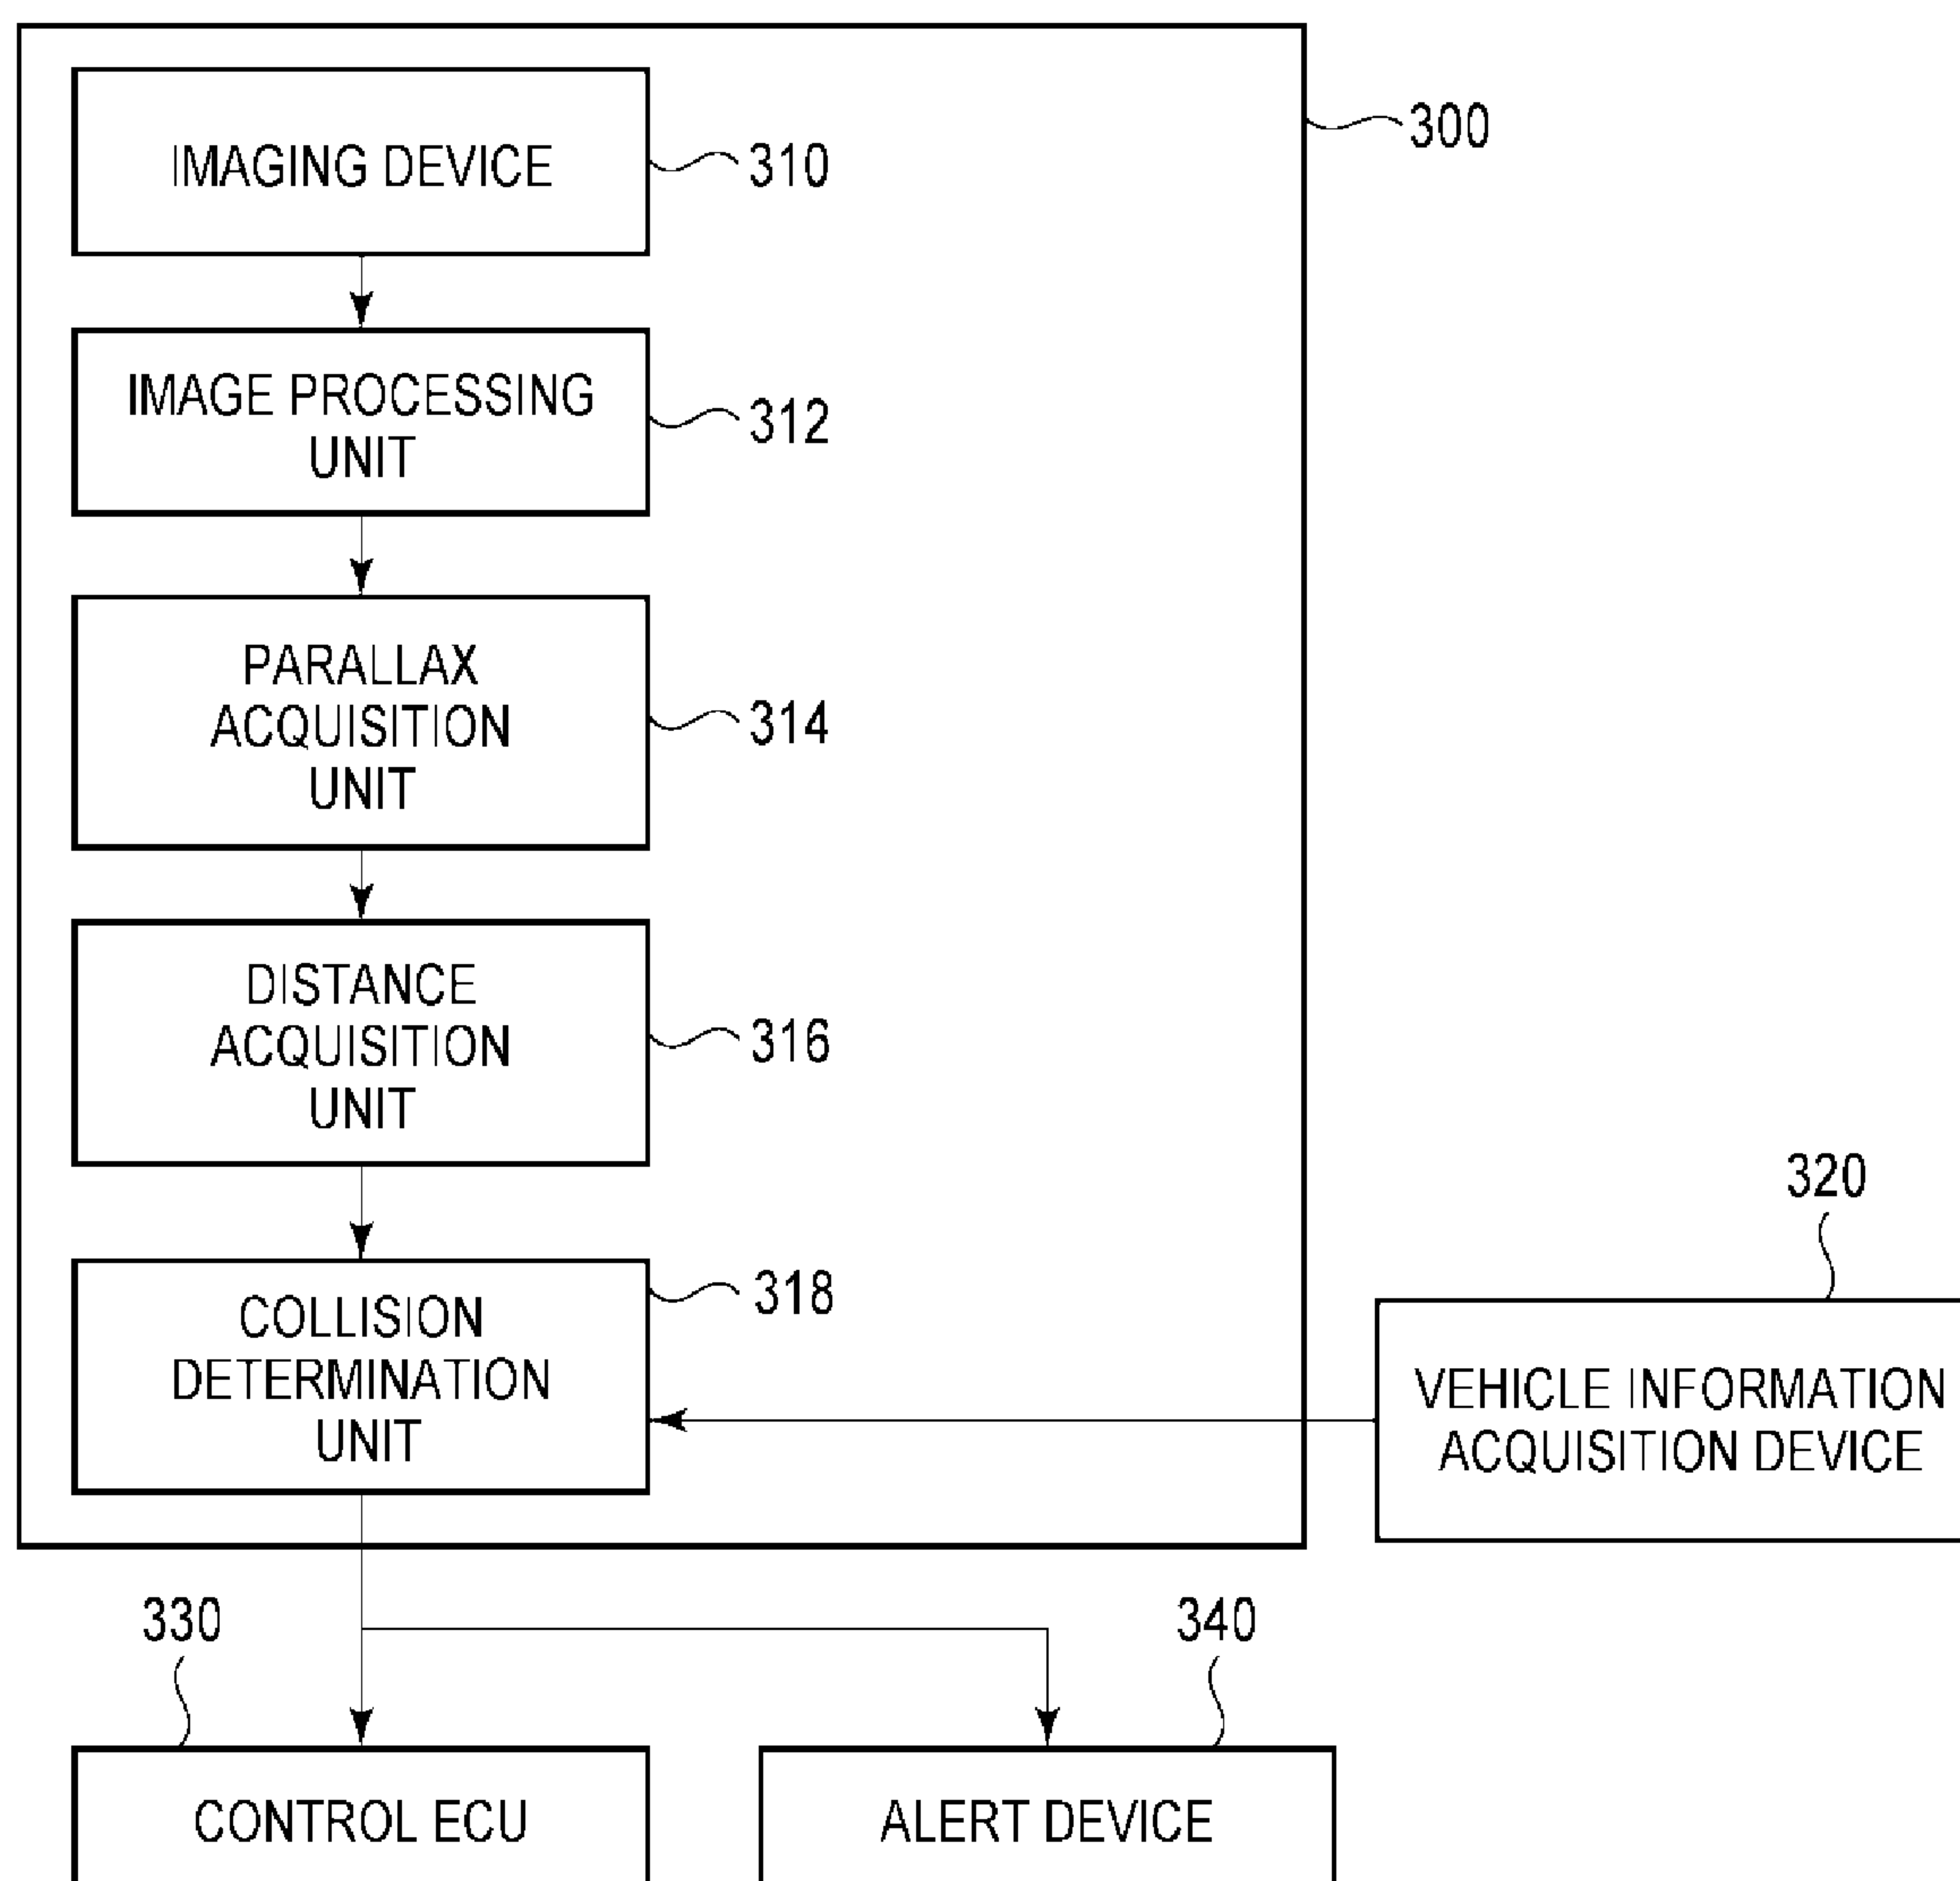 300
IMAGING DEVICE
310
IMAGE PROCESSING
UNIT
312
PARALLAX
ACQUISITION
UNIT
314
DISTANCE
ACQUISITION
UNIT
316
COLLISION
DETERMINATION
UNIT
318
320
VEHICLE INFORMATION
ACQUISITION DEVICE
330
CONTROL ECU
340
ALERT DEVICE